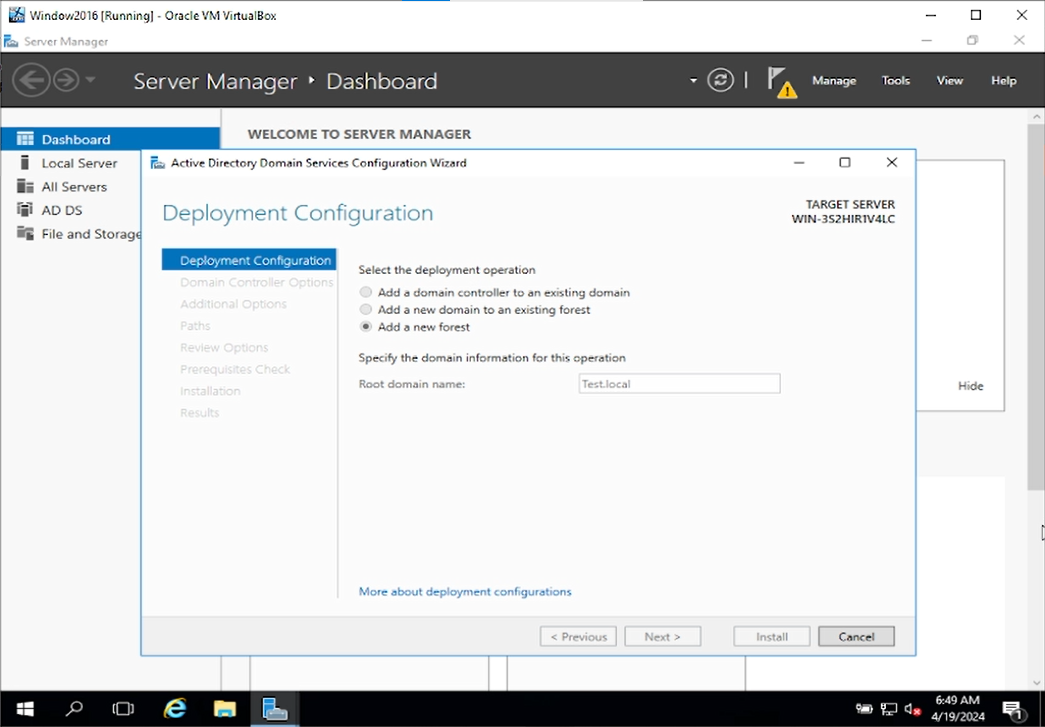 Window2016 [Running] - Oracle VM VirtualBox
Server Manager
Server Manager ‣ Dashboard
Manage Tools View Help
Dashboard
Local Server
All Servers
AD DS
File and Storage
WELCOME TO SERVER MANAGER
Active Directory Domain Services Configuration Wizard
Deployment Configuration
TARGET SERVER
WIN-3S2HIR1V4LC
Deployment Configuration
Domain Controller Options
Additional Options
Paths
Review Options
Prerequisites Check
Installation
Results
Select the deployment operation
Add a domain controller to an existing domain
Add a new domain to an existing forest
Add a new forest
Specify the domain information for this operation
Root domain name: Test.local
More about deployment configurations
< Previous Next > Install Cancel
Hide
6:49 AM
4/19/2024
1